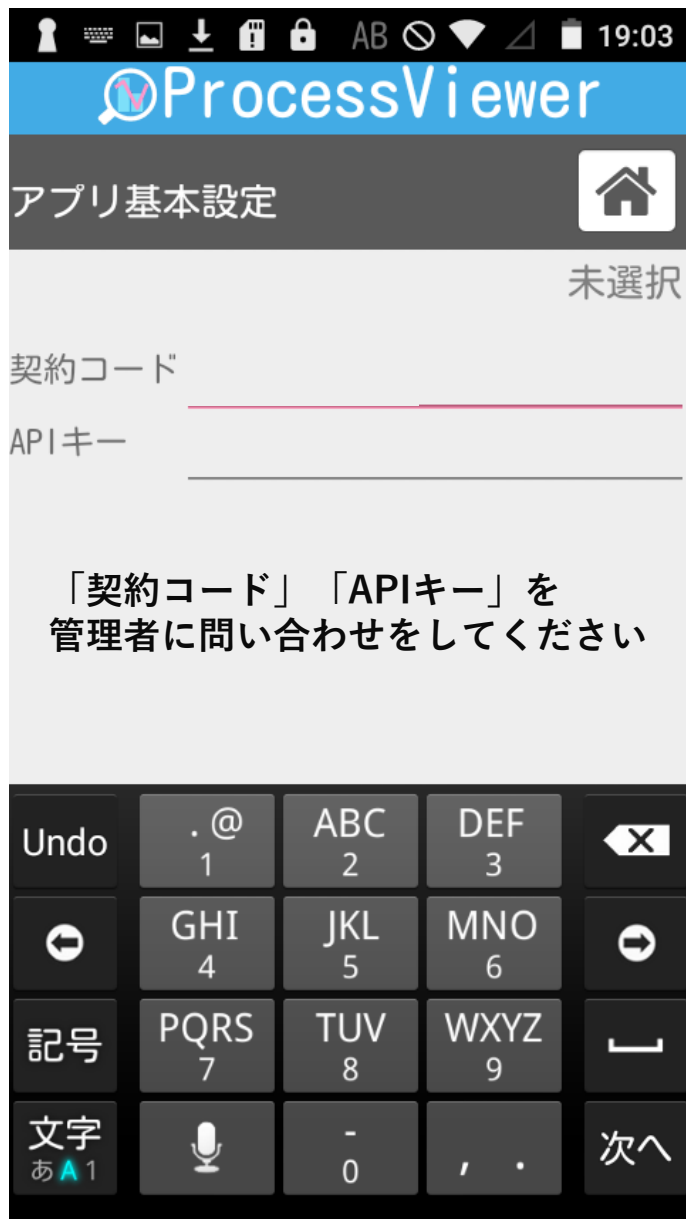 AB 19:03
ProcessViewer
アプリ基本設定
未選択
契約コード
APIキー
「契約コード」「APIキー」を
管理者に問い合わせをしてください
Undo .@ ABC DEF
1 2 3
GHI JKL MNO
4 5 6
記号 PQRS TUV WXYZ
7 8 9
文字 - , . 次へ
あA1 0